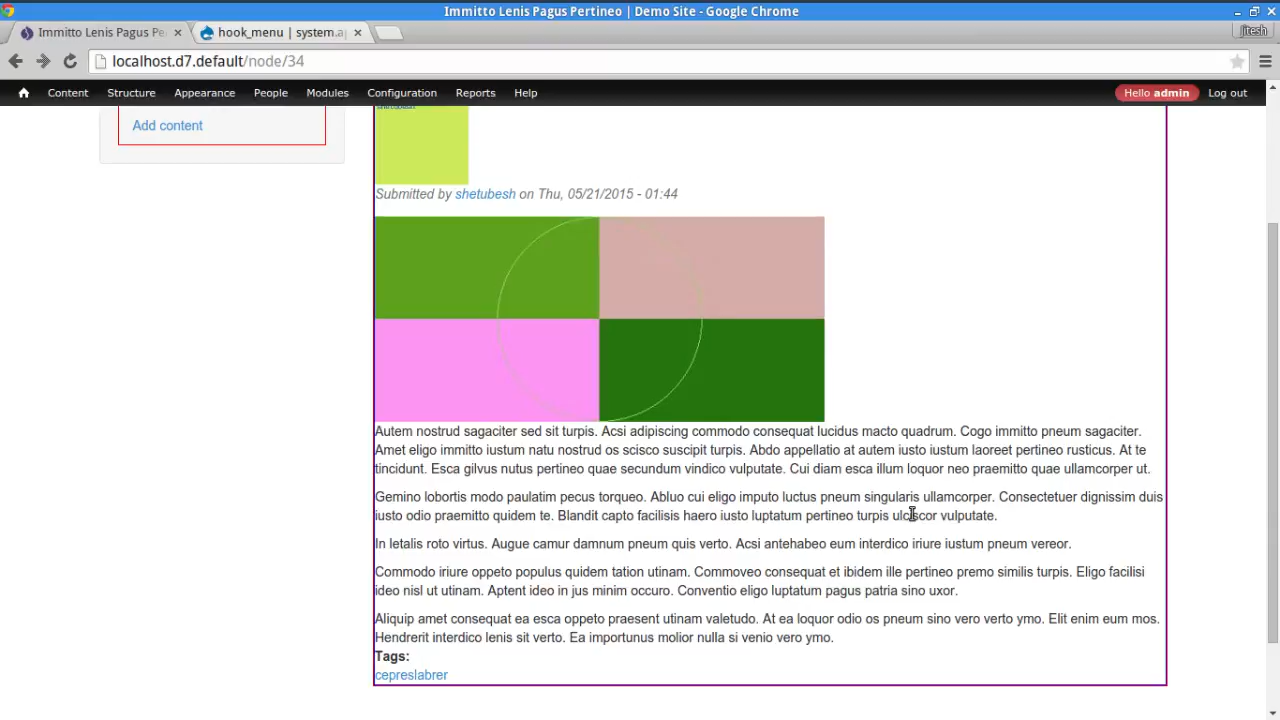 Immitto Lenis Pagus Pertineo | Demo Site - Google Chrome
Immitto Lenis Pagus Pe
hook_menu | system.a
jitesh
localhost.d7.default/node/34
Content Structure Appearance People Modules Configuration Reports Help Hello admin Log out
Add content
Submitted by shetubesh on Thu, 05/21/2015 - 01:44
Autem nostrud sagaciter sed sit turpis. Acsi adipiscing commodo consequat lucidus macto quadrum. Cogo immitto pneum sagaciter.
Amet eligo immitto iustum natu nostrud os scisco suscipit turpis. Abdo appellatio at autem iusto iustum laoreet pertineo rusticus. At te
tincidunt. Esca gilvus nutus pertineo quae secundum vindico vulputate. Cui diam esca illum loquor neo praemitto quae ullamcorper ut.
Gemino lobortis modo paulatim pecus torqueo. Abluo cui eligo imputo luctus pneum singularis ullamcorper. Consectetuer dignissim duis
iusto odio praemitto quidem te. Blandit capto facilisis haero iusto luptatum pertineo turpis ulciscor vulputate.
In letalis roto virtus. Augue camur damnum pneum quis verto. Acsi antehabeo eum interdico iriure iustum pneum vereor.
Commodo iriure oppeto populus quidem tation utinam. Commoveo consequat et ibidem ille pertineo premo similis turpis. Eligo facilisi
ideo nisl ut utinam. Aptent ideo in jus minim occuro. Conventio eligo luptatum pagus patria sino uxor.
Aliquip amet consequat ea esca oppeto praesent utinam valetudo. At ea loquor odio os pneum sino vero verto ymo. Elit enim eum mos.
Hendrerit interdico lenis sit verto. Ea importunus molior nulla si venio vero ymo.
Tags:
cepreslabrer